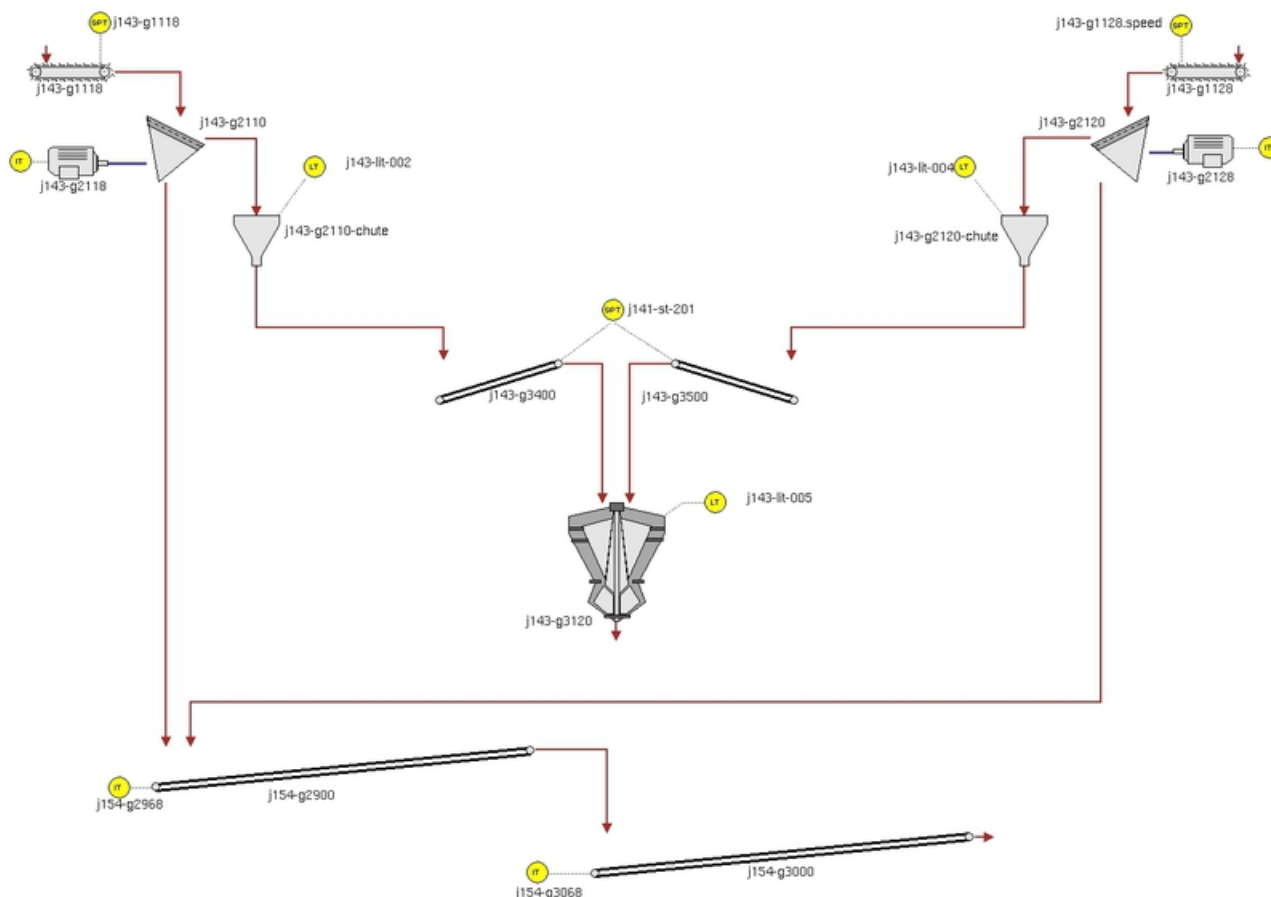 SPT j143-g1118
j143-g1128.speed SPT
j143-g1118
j143-g1128
j143-g2110
j143-g2120
IT
IT
j143-g2118
j143-g2128
j143-lit-002
LT
j143-lit-004 LT
j143-g2110-chute
j143-g2120-chute
SPT j141-st-201
j143-g3400
j143-g3500
LT j143-lit-005
j143-g3120
IT
j154-g2968
j154-g2900
IT
j154-g3068
j154-g3000